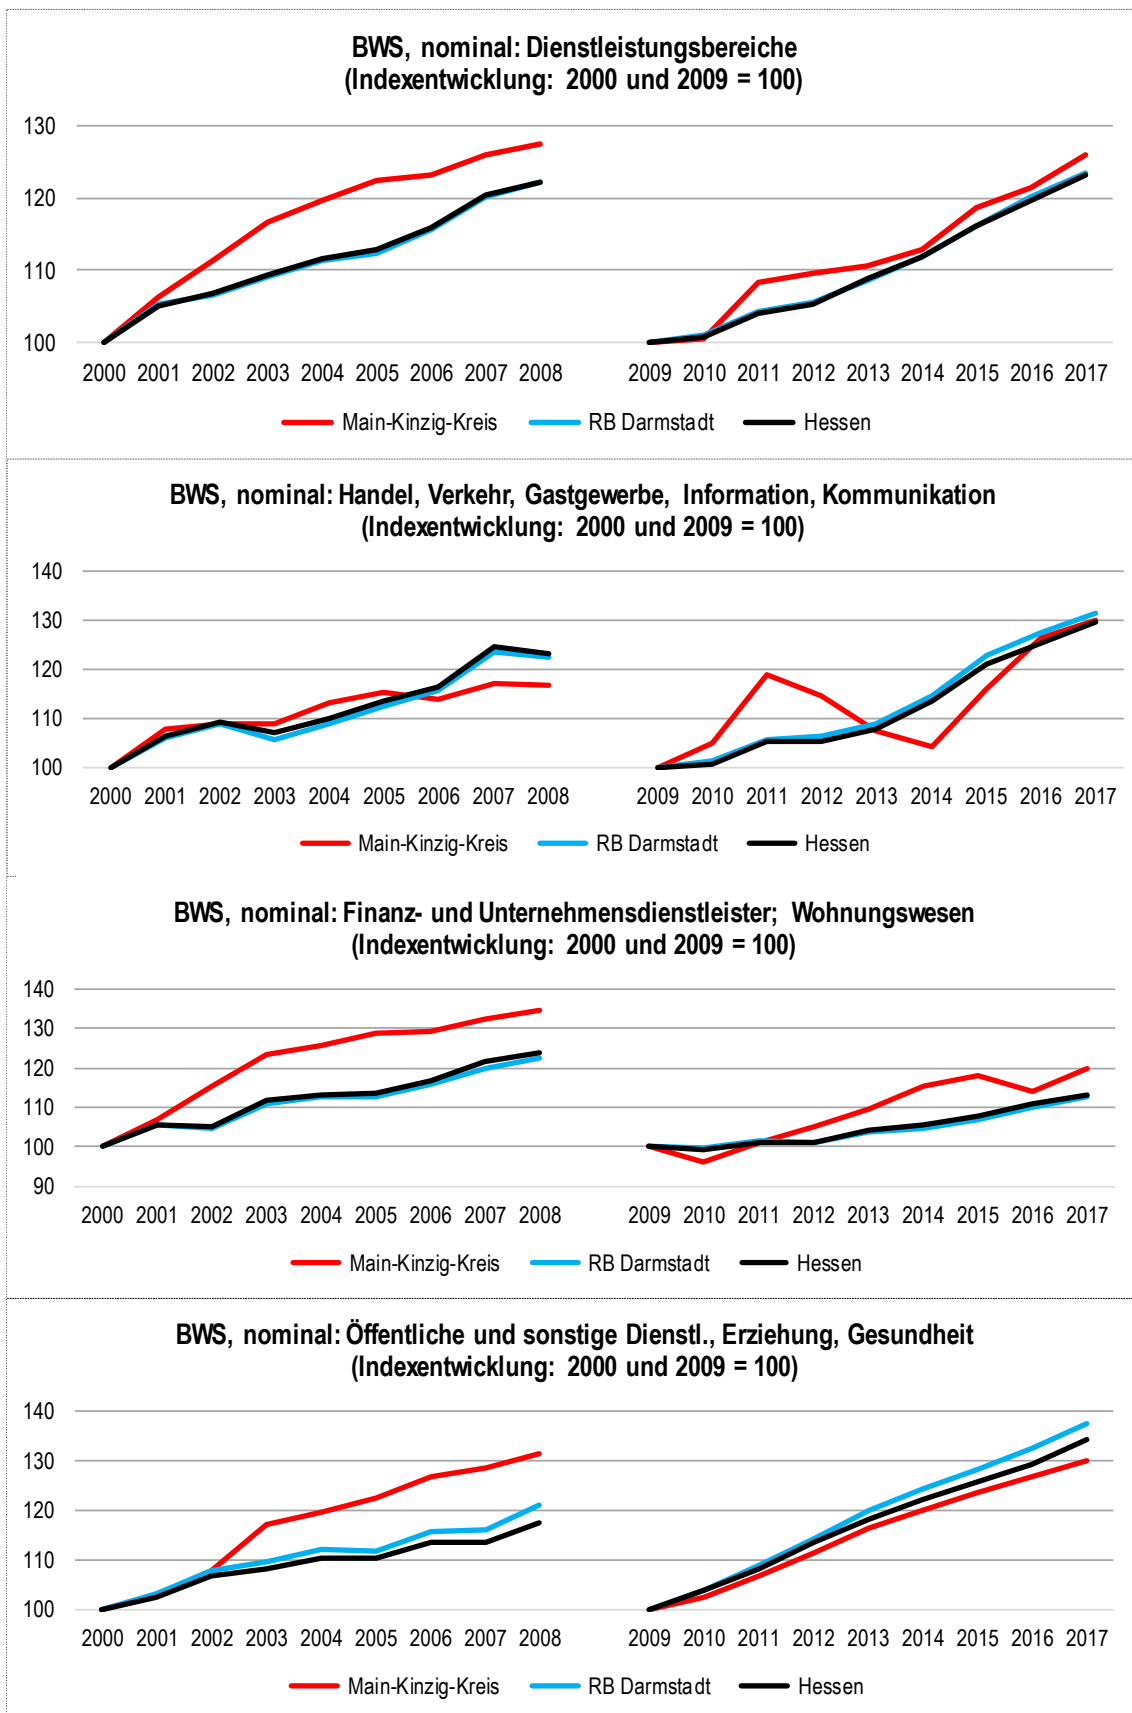 BWS, nominal: Dienstleistungsbereiche
(Indexentwicklung: 2000 und 2009 = 100)
130
120
110
100
2000 2001 2002 2003 2004 2005 2006 2007 2008 2009 2010 2011 2012 2013 2014 2015 2016 2017
Main-Kinzig-Kreis RB Darmstadt Hessen
BWS, nominal: Handel, Verkehr, Gastgewerbe, Information, Kommunikation
(Indexentwicklung: 2000 und 2009 = 100)
140
130
120
110
100
2000 2001 2002 2003 2004 2005 2006 2007 2008 2009 2010 2011 2012 2013 2014 2015 2016 2017
Main-Kinzig-Kreis RB Darmstadt Hessen
BWS, nominal: Finanz- und Unternehmensdienstleister; Wohnungswesen
(Indexentwicklung: 2000 und 2009 = 100)
140
130
120
110
100
90
2000 2001 2002 2003 2004 2005 2006 2007 2008 2009 2010 2011 2012 2013 2014 2015 2016 2017
Main-Kinzig-Kreis RB Darmstadt Hessen
BWS, nominal: Öffentliche und sonstige Dienstl., Erziehung, Gesundheit
(Indexentwicklung: 2000 und 2009 = 100)
140
130
120
110
100
2000 2001 2002 2003 2004 2005 2006 2007 2008 2009 2010 2011 2012 2013 2014 2015 2016 2017
Main-Kinzig-Kreis RB Darmstadt Hessen